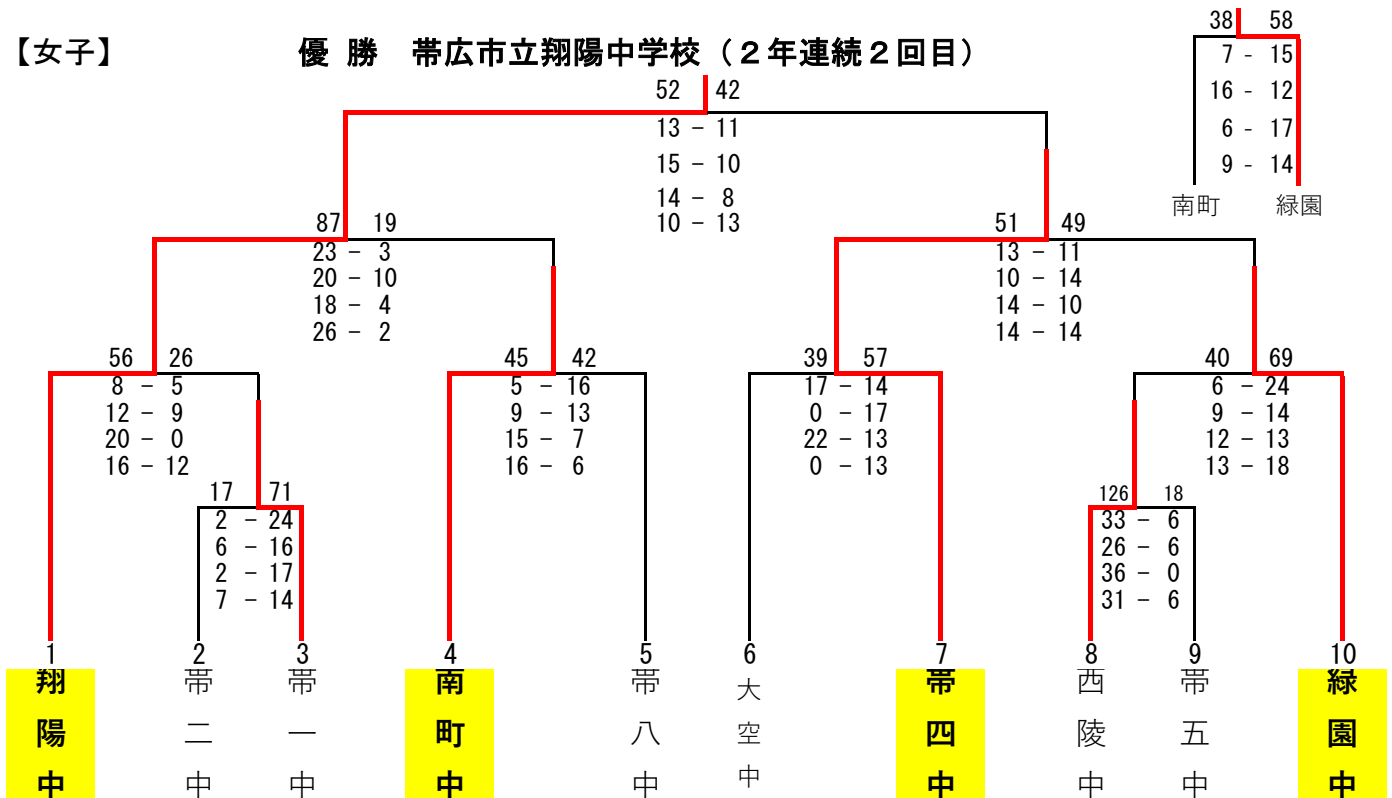 【女子】 優 勝 帯広市立翔陽中学校（２年連続２回目）
38 58
7 - 15
16 - 12
6 - 17
9 - 14
南町 緑園
52 42
13 － 11
15 － 10
14 － 8
10 － 13
87 19
23 － 3
20 － 10
18 － 4
26 － 2
51 49
13 － 11
10 － 14
14 － 10
14 － 14
56 26
8 － 5
12 － 9
20 － 0
16 － 12
45 42
5 － 16
9 － 13
15 － 7
16 － 6
39 57
17 － 14
0 － 17
22 － 13
0 － 13
40 69
6 － 24
9 － 14
12 － 13
13 － 18
17 71
2 － 24
6 － 16
2 － 17
7 － 14
126 18
33 － 6
26 － 6
36 － 0
31 － 6
1 2 3 4 5 6 7 8 9 10
翔陽中
帯二中
帯一中
南町中
帯八中
大空中
帯四中
西陵中
帯五中
緑園中